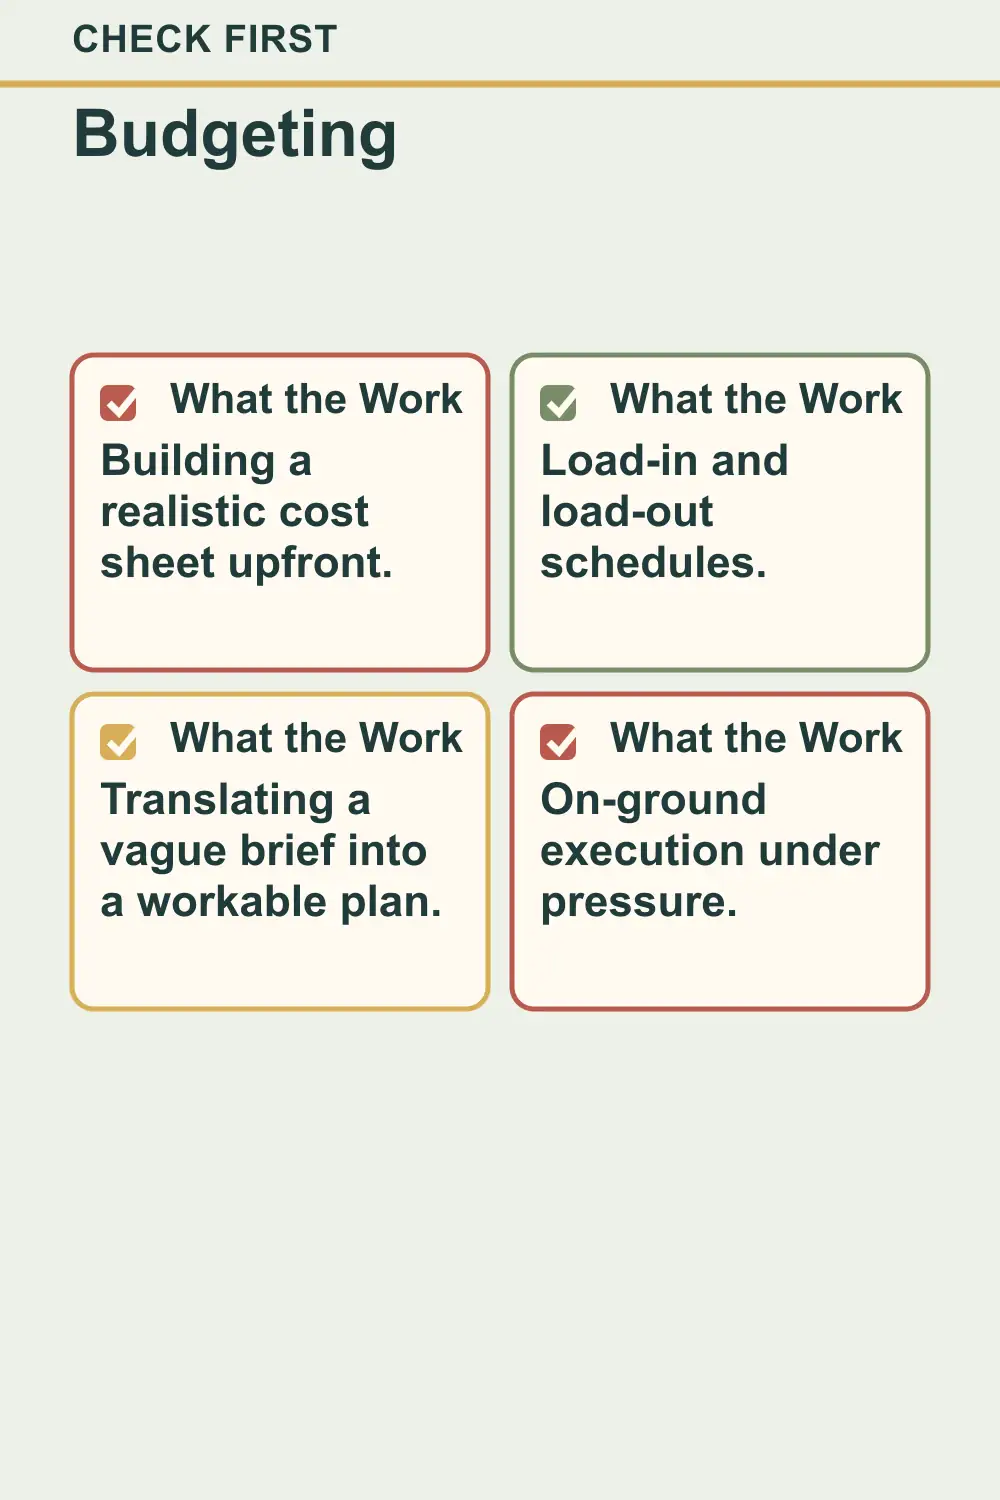 CHECK FIRST
Budgeting
What the Work
Building a
realistic cost
sheet upfront.
What the Work
Load-in and
load-out
schedules.
What the Work
Translating a
vague brief into
a workable plan.
What the Work
On-ground
execution under
pressure.